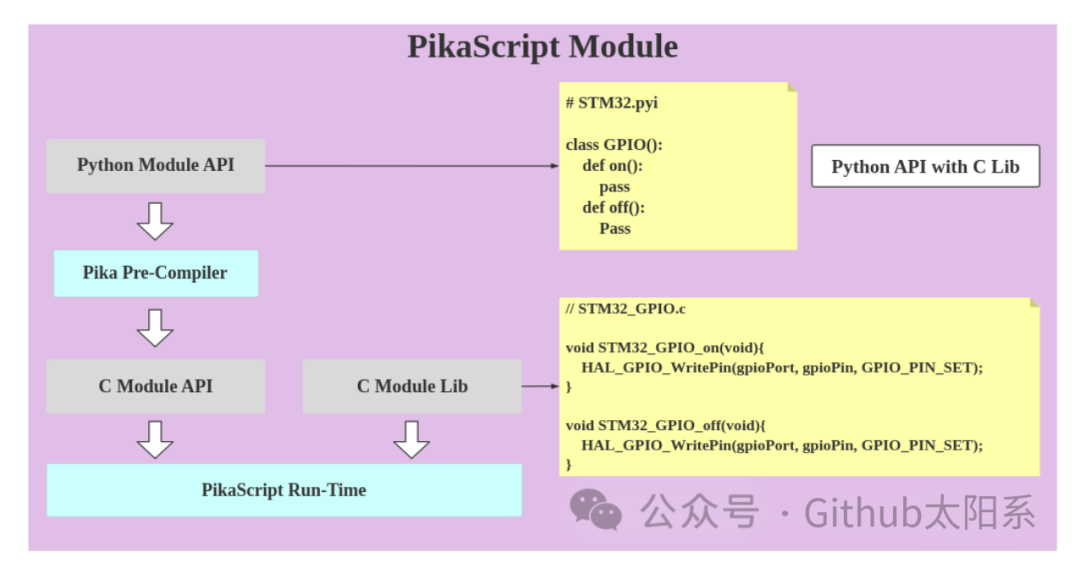 PikaScript Module
Python Module API
# STM32.pyi
class GPIO():
def on():
pass
def off():
Pass
Python API with C Lib
Pika Pre-Compiler
// STM32_GPIO.c
void STM32_GPIO_on(void){
HAL_GPIO_WritePin(gpioPort, gpioPin, GPIO_PIN_SET);
}
void STM32_GPIO_off(void){
HAL_GPIO_WritePin(gpioPort, gpioPin, GPIO_PIN_SET);
}
C Module API
C Module Lib
PikaScript Run-Time
公众号 · Github太阳系